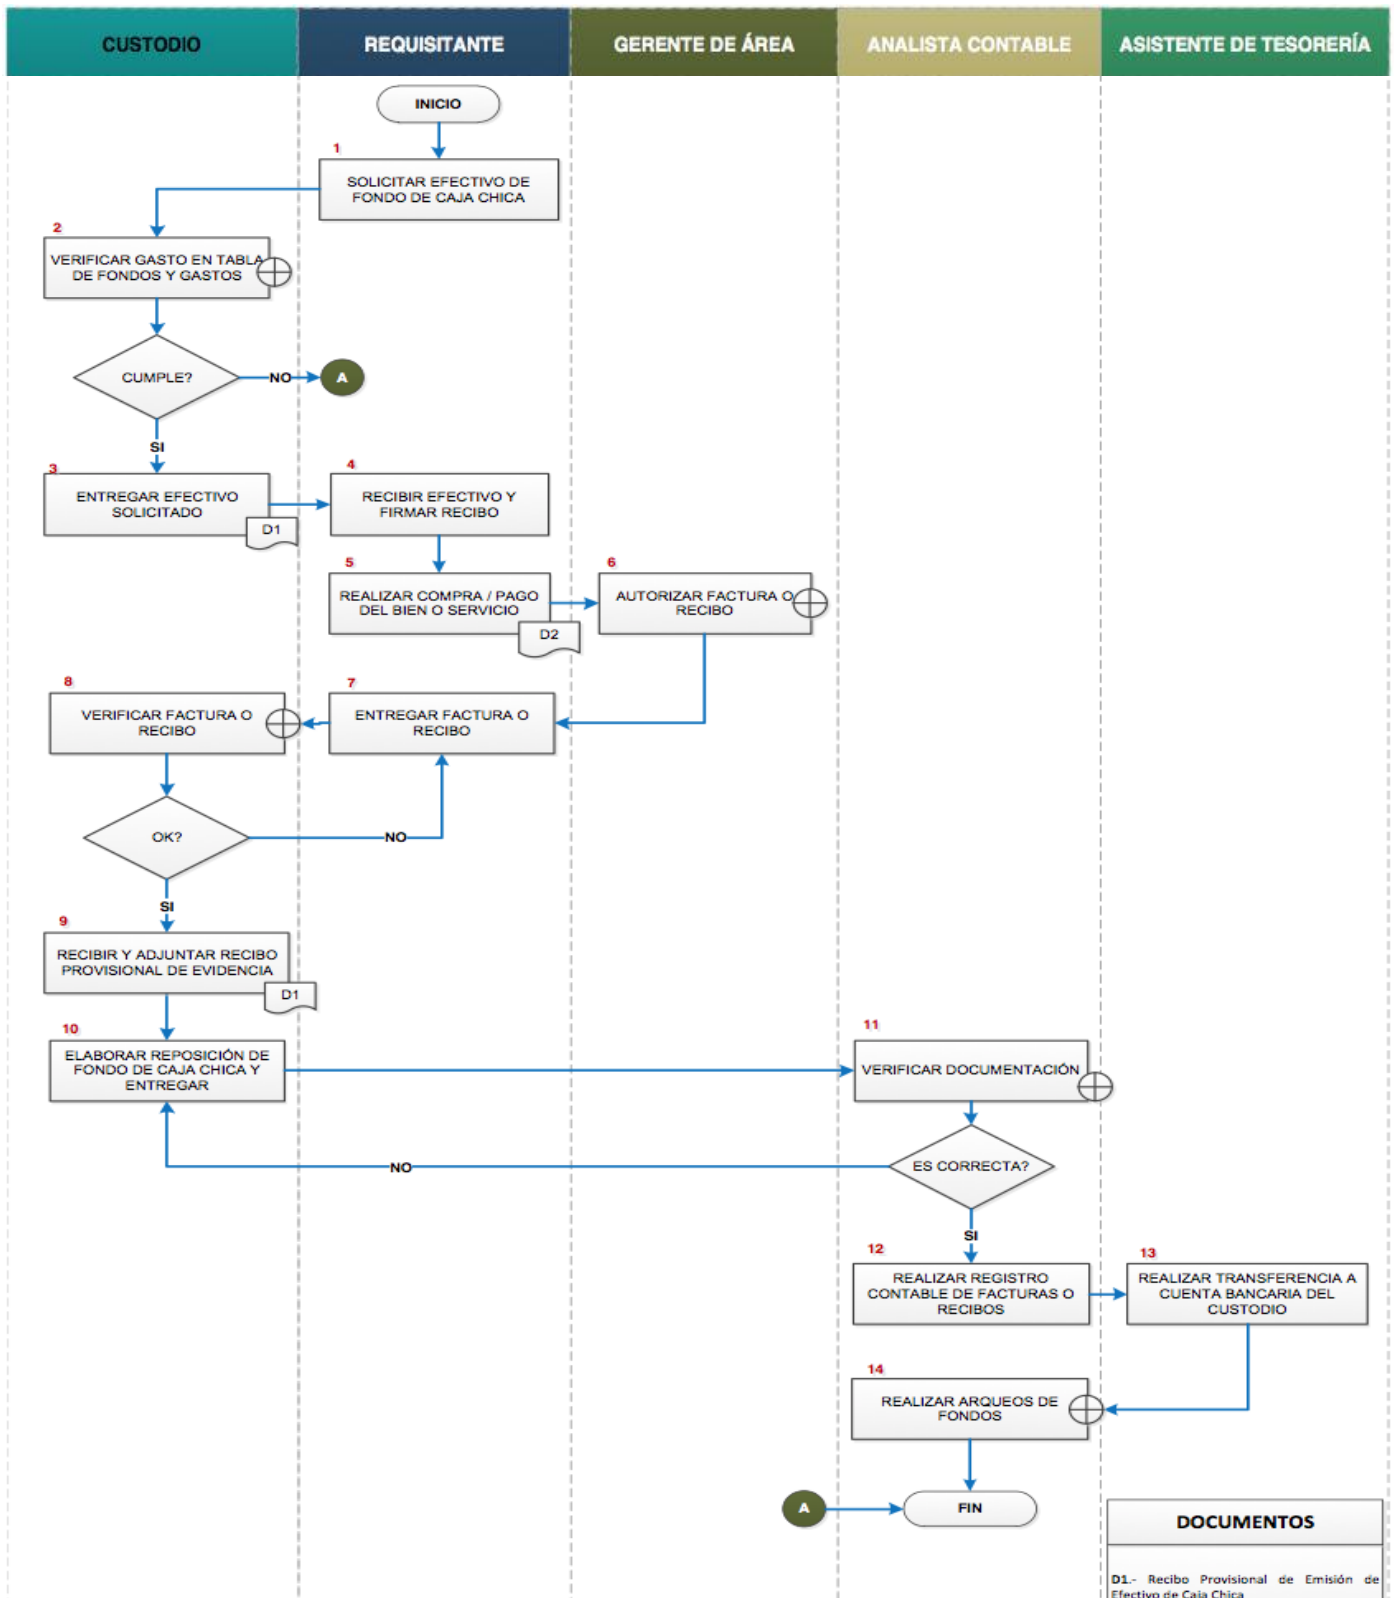 CUSTODIO
REQUISITANTE
GERENTE DE ÁREA
ANALISTA CONTABLE
ASISTENTE DE TESORERÍA
INICIO
1
SOLICITAR EFECTIVO DE
FONDO DE CAJA CHICA
2
VERIFICAR GASTO EN TABLA
DE FONDOS Y GASTOS
CUMPLE?
NO
A
SI
3
ENTREGAR EFECTIVO
SOLICITADO
D1
4
RECIBIR EFECTIVO Y
FIRMAR RECIBO
5
REALIZAR COMPRA / PAGO
DEL BIEN O SERVICIO
D2
6
AUTORIZAR FACTURA O
RECIBO
7
ENTREGAR FACTURA O
RECIBO
8
VERIFICAR FACTURA O
RECIBO
OK?
NO
SI
9
RECIBIR Y ADJUNTAR RECIBO
PROVISIONAL DE EVIDENCIA
D1
10
ELABORAR REPOSICIÓN DE
FONDO DE CAJA CHICA Y
ENTREGAR
11
VERIFICAR DOCUMENTACIÓN
ES CORRECTA?
NO
SI
12
REALIZAR REGISTRO
CONTABLE DE FACTURAS O
RECIBOS
13
REALIZAR TRANSFERENCIA A
CUENTA BANCARIA DEL
CUSTODIO
14
REALIZAR ARQUEOS DE
FONDOS
A
FIN
DOCUMENTOS
D1.- Recibo Provisional de Emisión de
Efectivo de Caja Chica